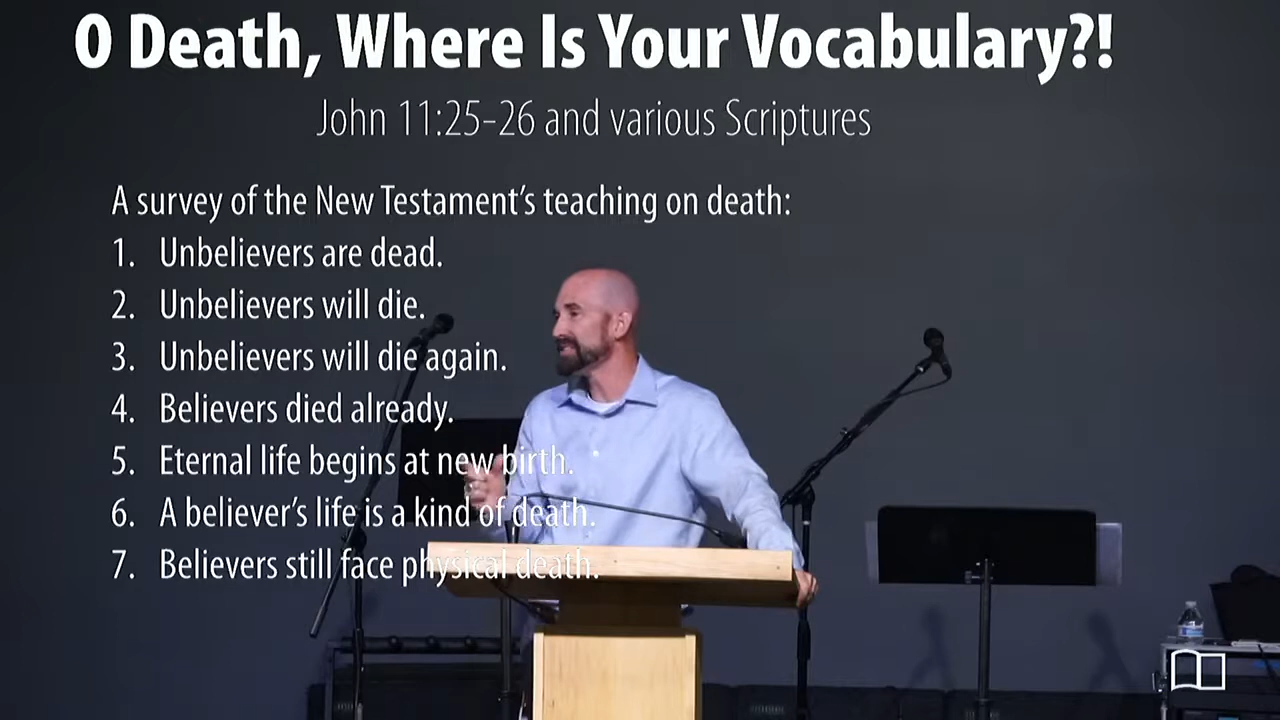 O Death, Where Is Your Vocabulary?!
John 11:25-26 and various Scriptures
A survey of the New Testament’s teaching on death:
1. Unbelievers are dead.
2. Unbelievers will die.
3. Unbelievers will die again.
4. Believers died already.
5. Eternal life begins at new birth.
6. A believer’s life is a kind of death.
7. Believers still face physical death.